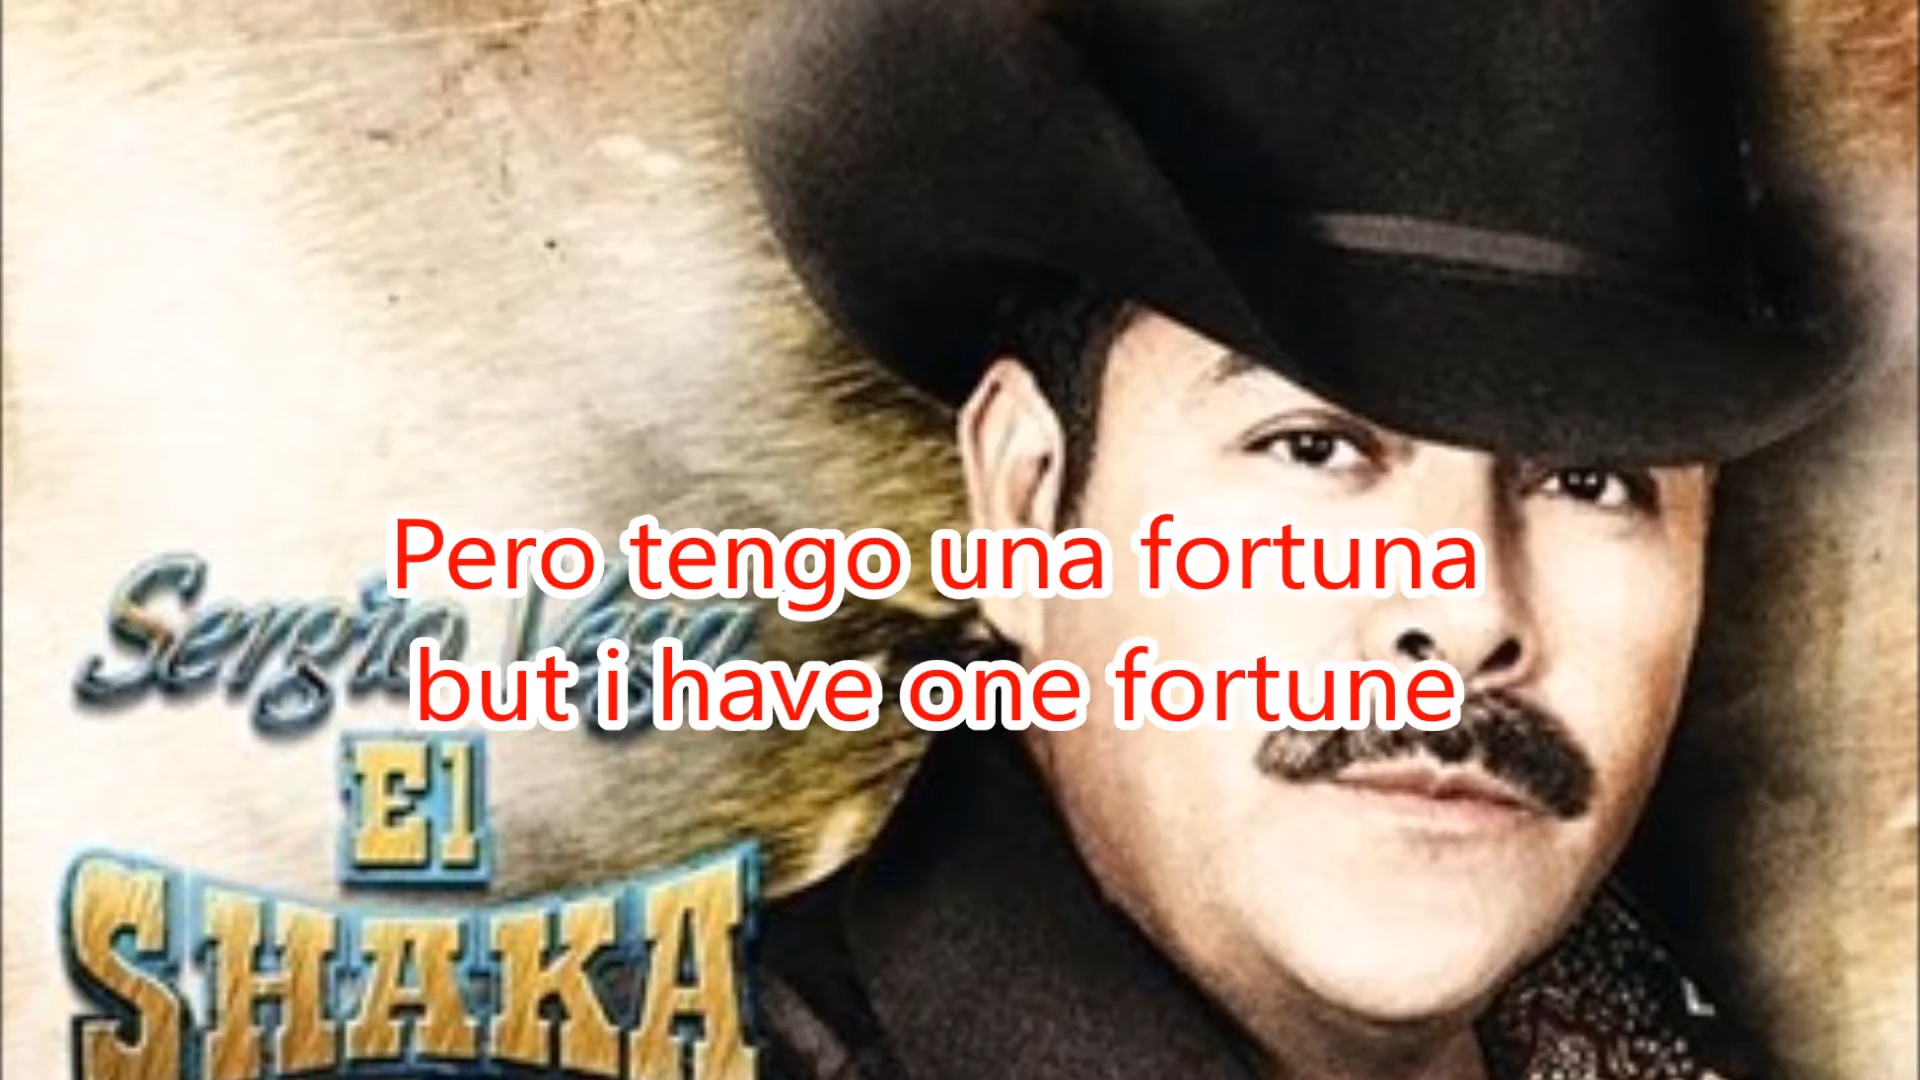 Pero tengo una fortuna
but i have one fortune
Sergio Vega
El
SHAKA